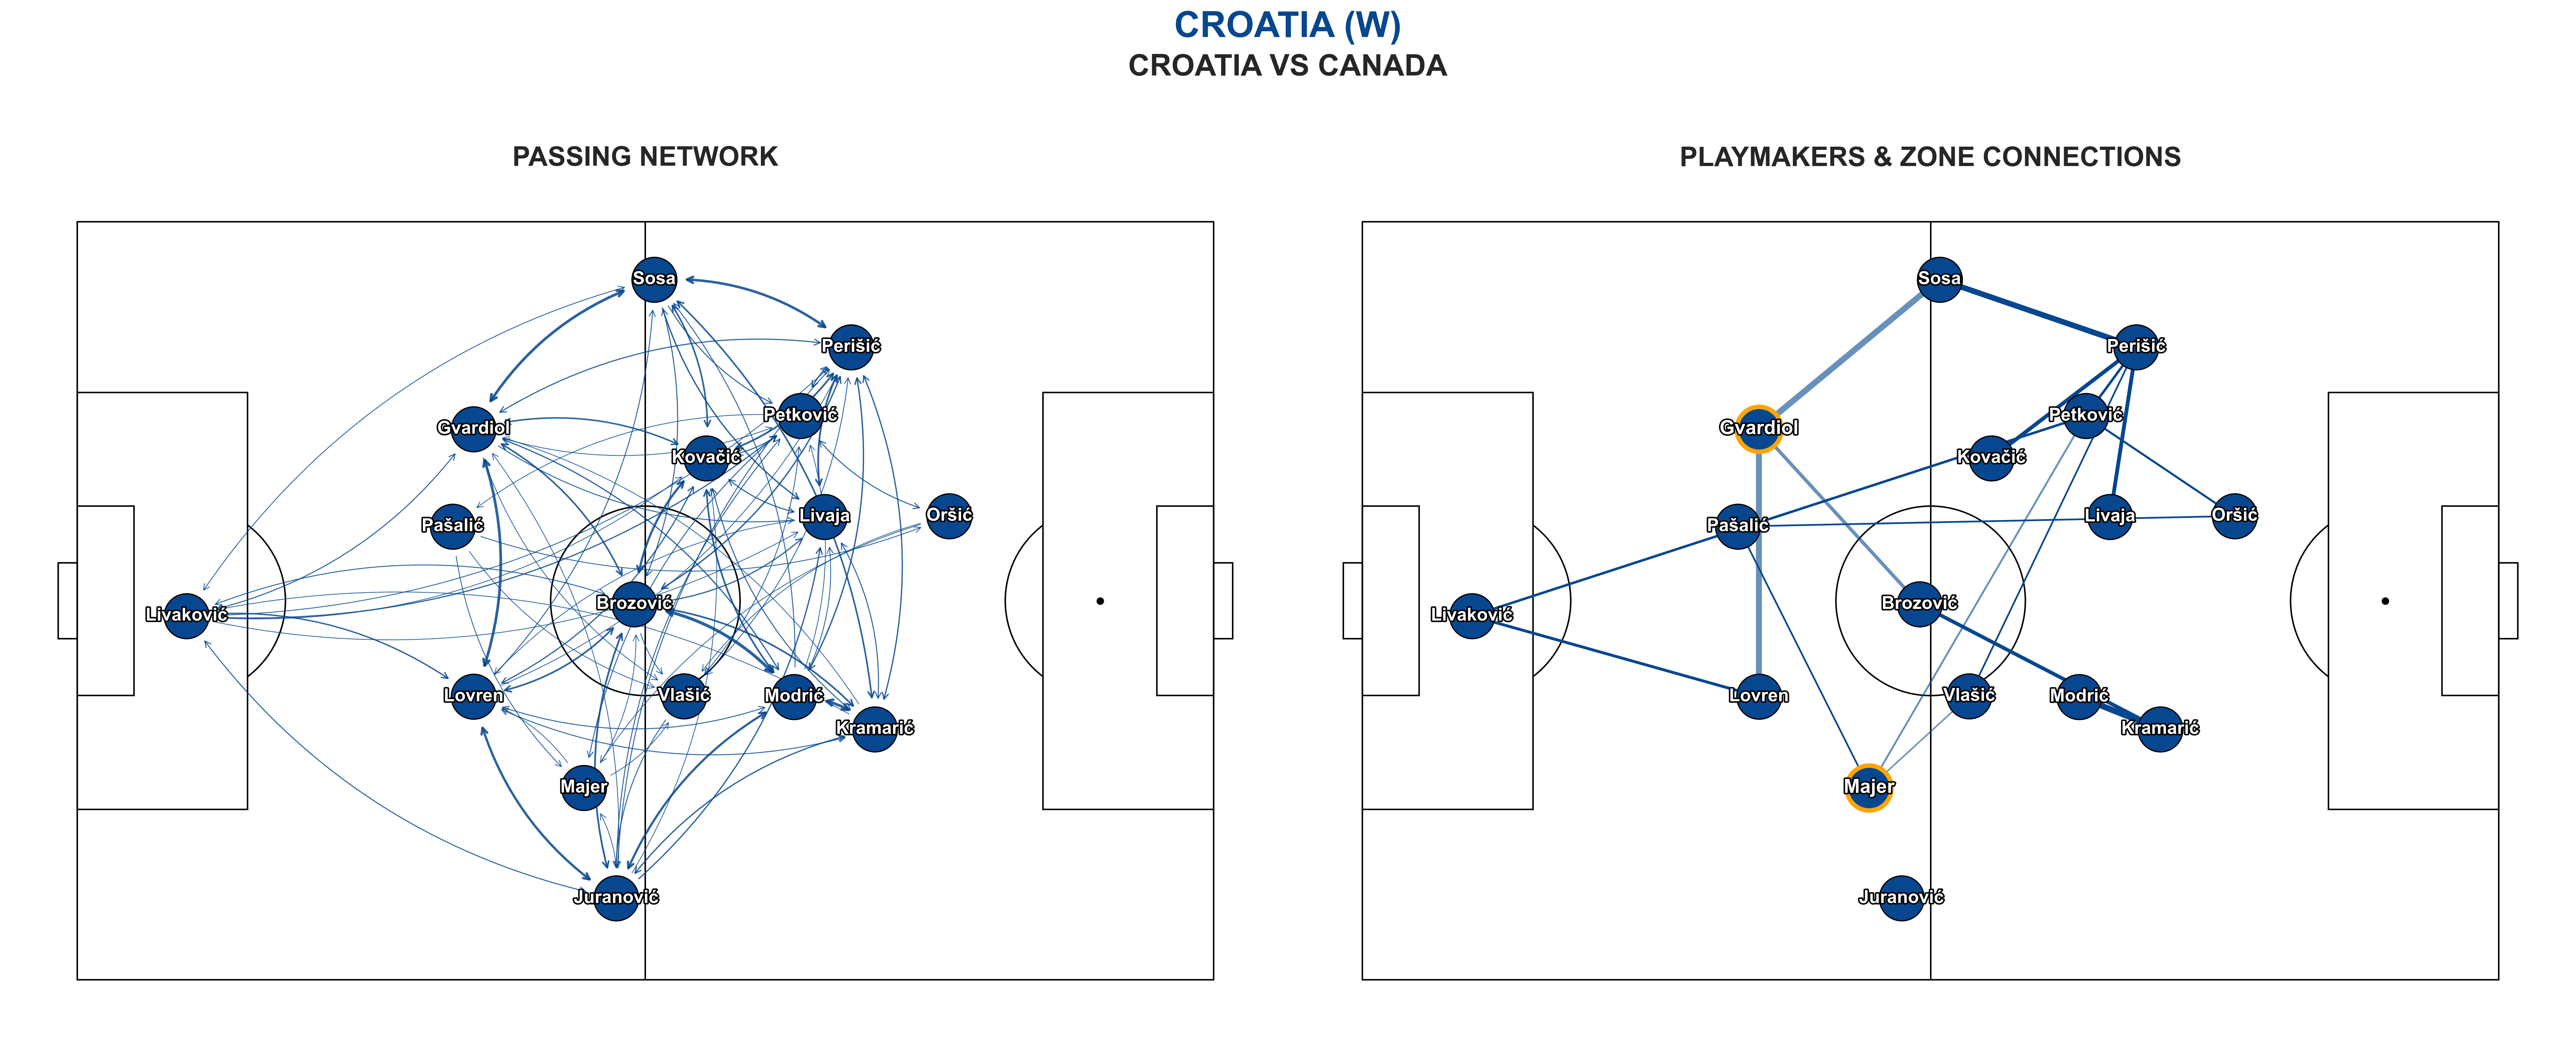 CROATIA (W)
CROATIA VS CANADA
PASSING NETWORK
Sosa
Perišić
Petković
Gvardiol
Kovačić
Livaja
Oršić
Pašalić
Brozović
Livaković
Lovren
Vlašić
Modrić
Kramarić
Majer
Juranović
PLAYMAKERS & ZONE CONNECTIONS
Sosa
Perišić
Petković
Gvardiol
Kovačić
Livaja
Oršić
Pašalić
Brozović
Livaković
Lovren
Vlašić
Modrić
Kramarić
Majer
Juranović